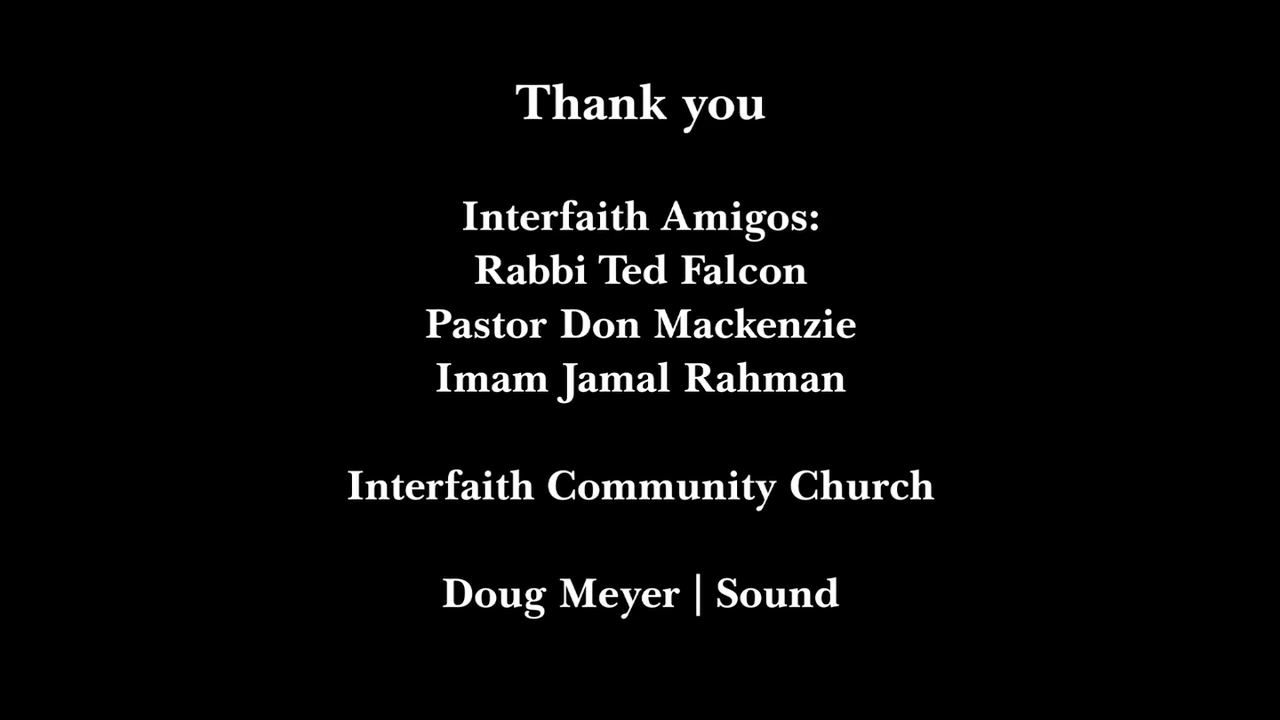 Thank you
Interfaith Amigos:
Rabbi Ted Falcon
Pastor Don Mackenzie
Imam Jamal Rahman
Interfaith Community Church
Doug Meyer | Sound